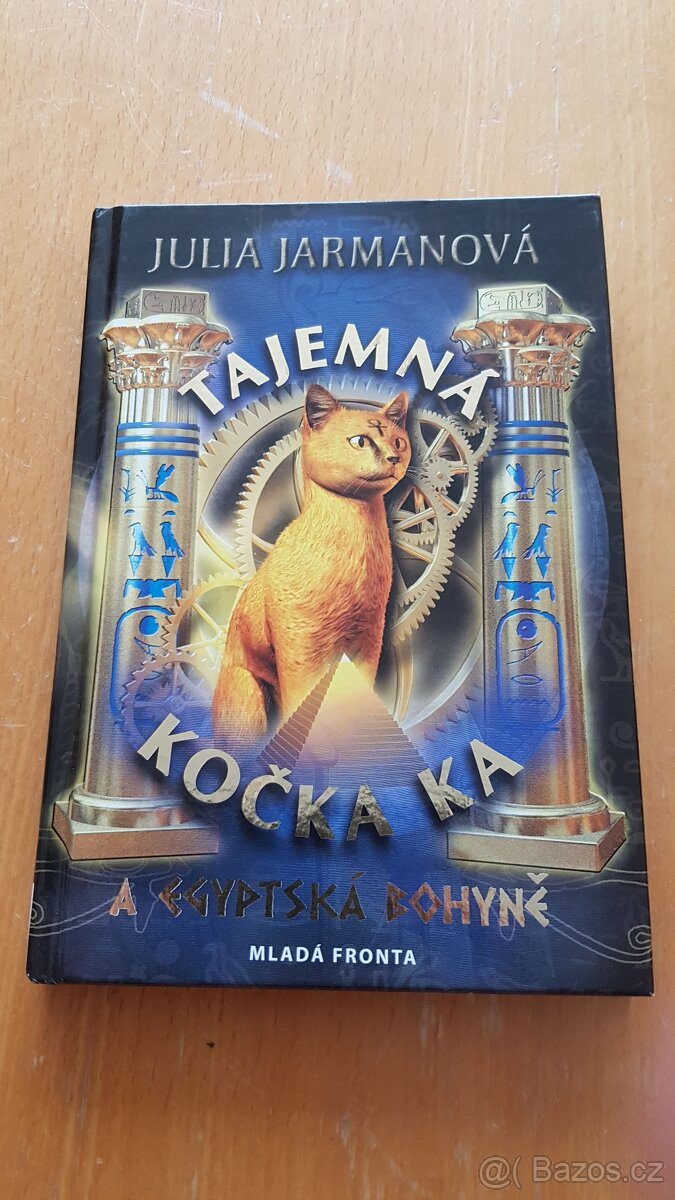 JULIA JARMANOVÁ
TAJEMNÁ
KOČKA KA
A EGYPTSKÁ BOHYNĚ
MLADÁ FRONTA
@( Bazos.cz